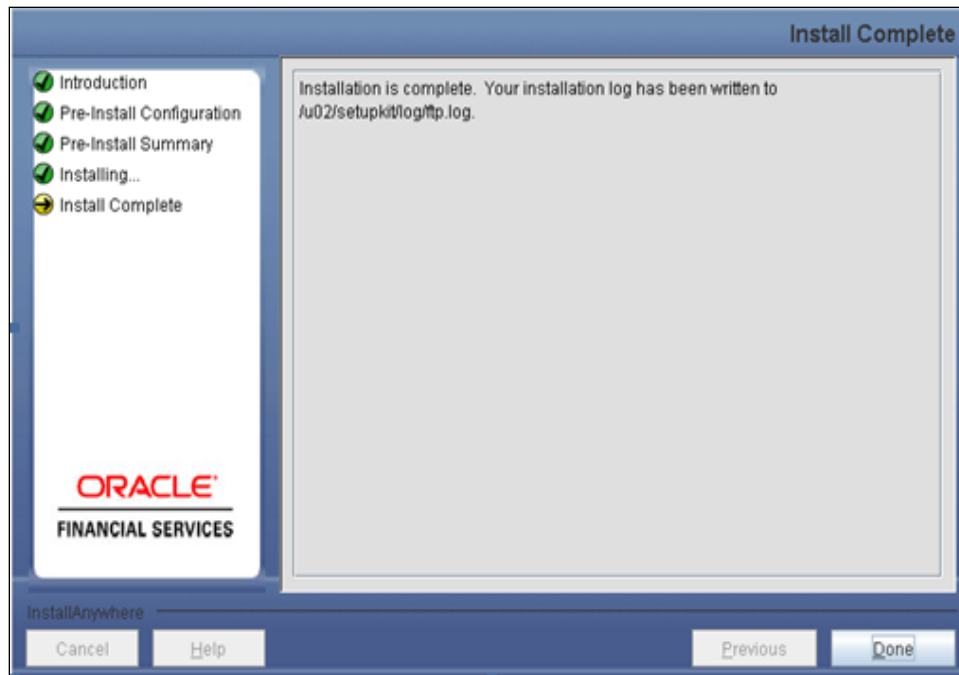 Install Complete
Introduction
Pre-Install Configuration
Pre-Install Summary
Installing...
Install Complete
Installation is complete. Your installation log has been written to
/u02/setupkit/log/ftp.log.
ORACLE
FINANCIAL SERVICES
InstallAnywhere
Cancel
Help
Previous
Done